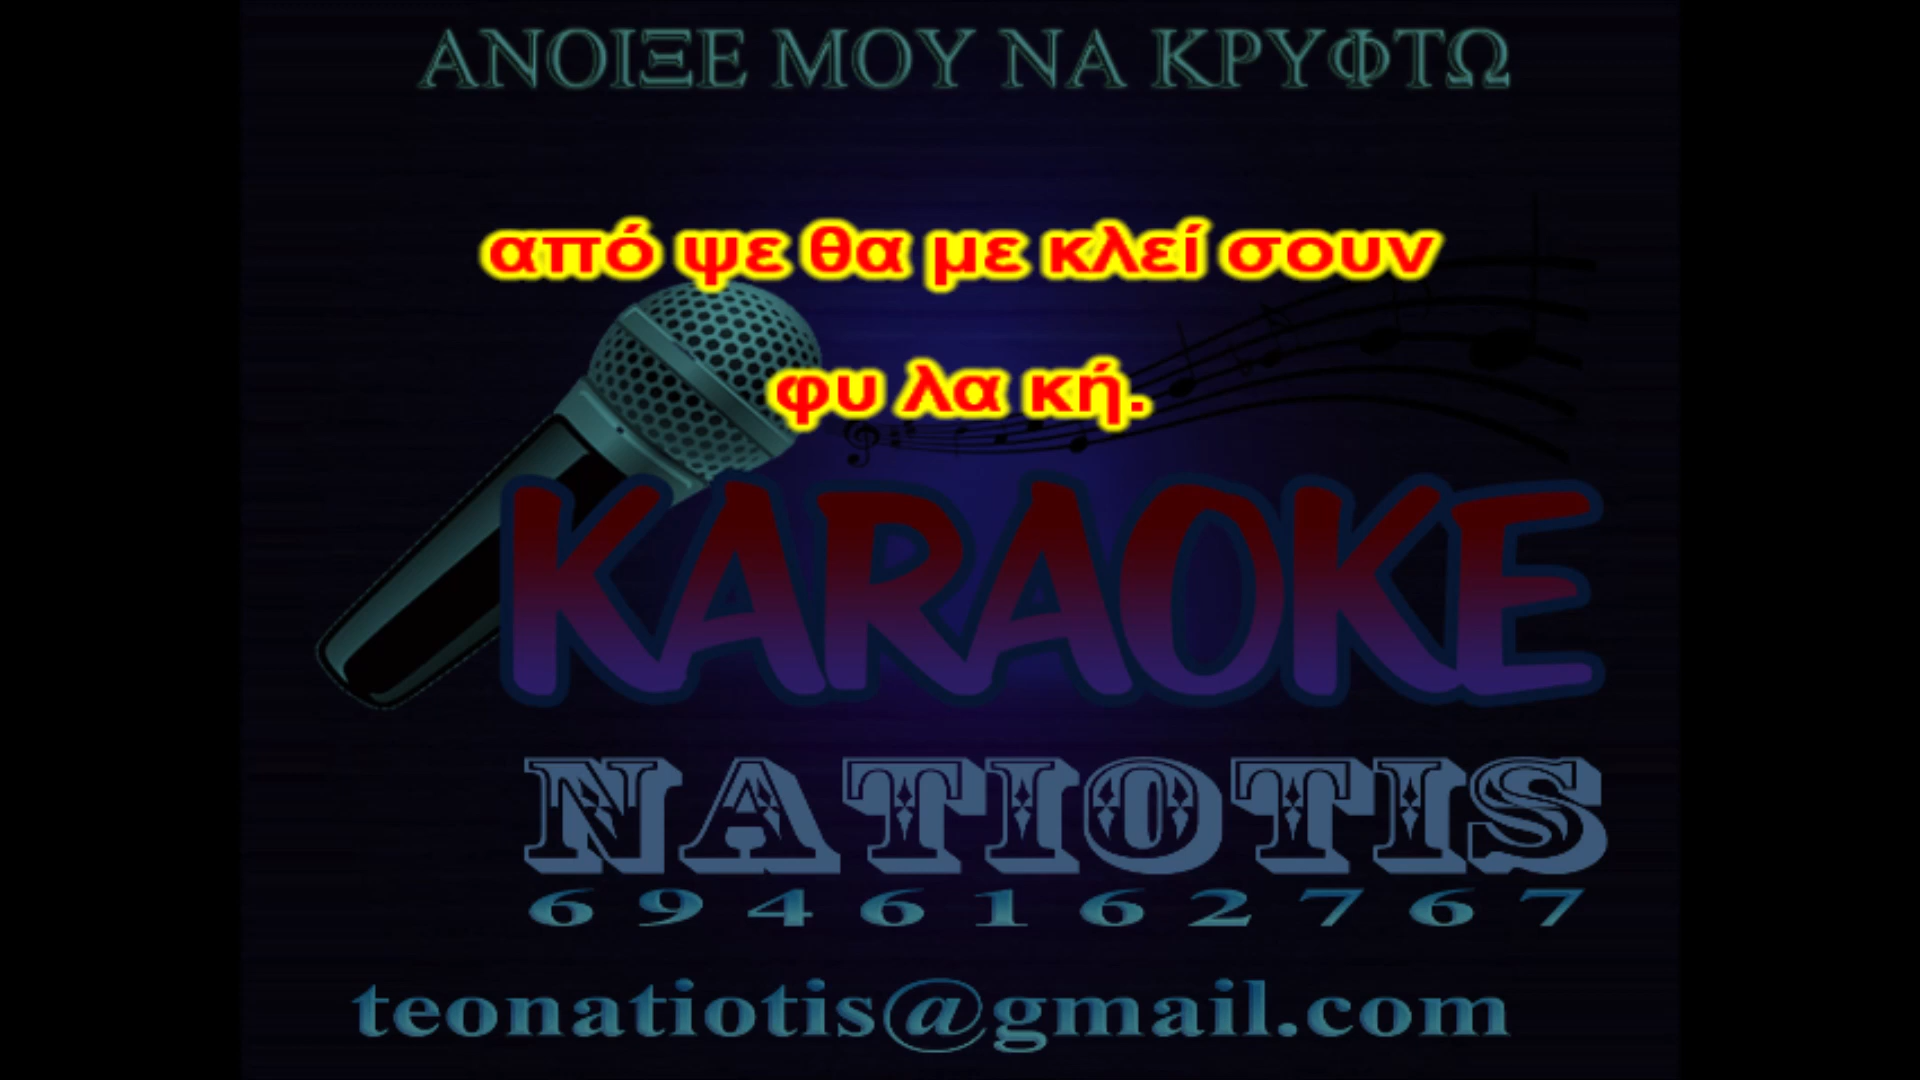 ΑΝΟΙΞΕ ΜΟΥ ΝΑ ΚΡΥΦΤΩ
από ψε θα με κλεί σουν
φυ λα κή.
KARAOKE
NATIOTIS
6946162767
teonatiotis@gmail.com